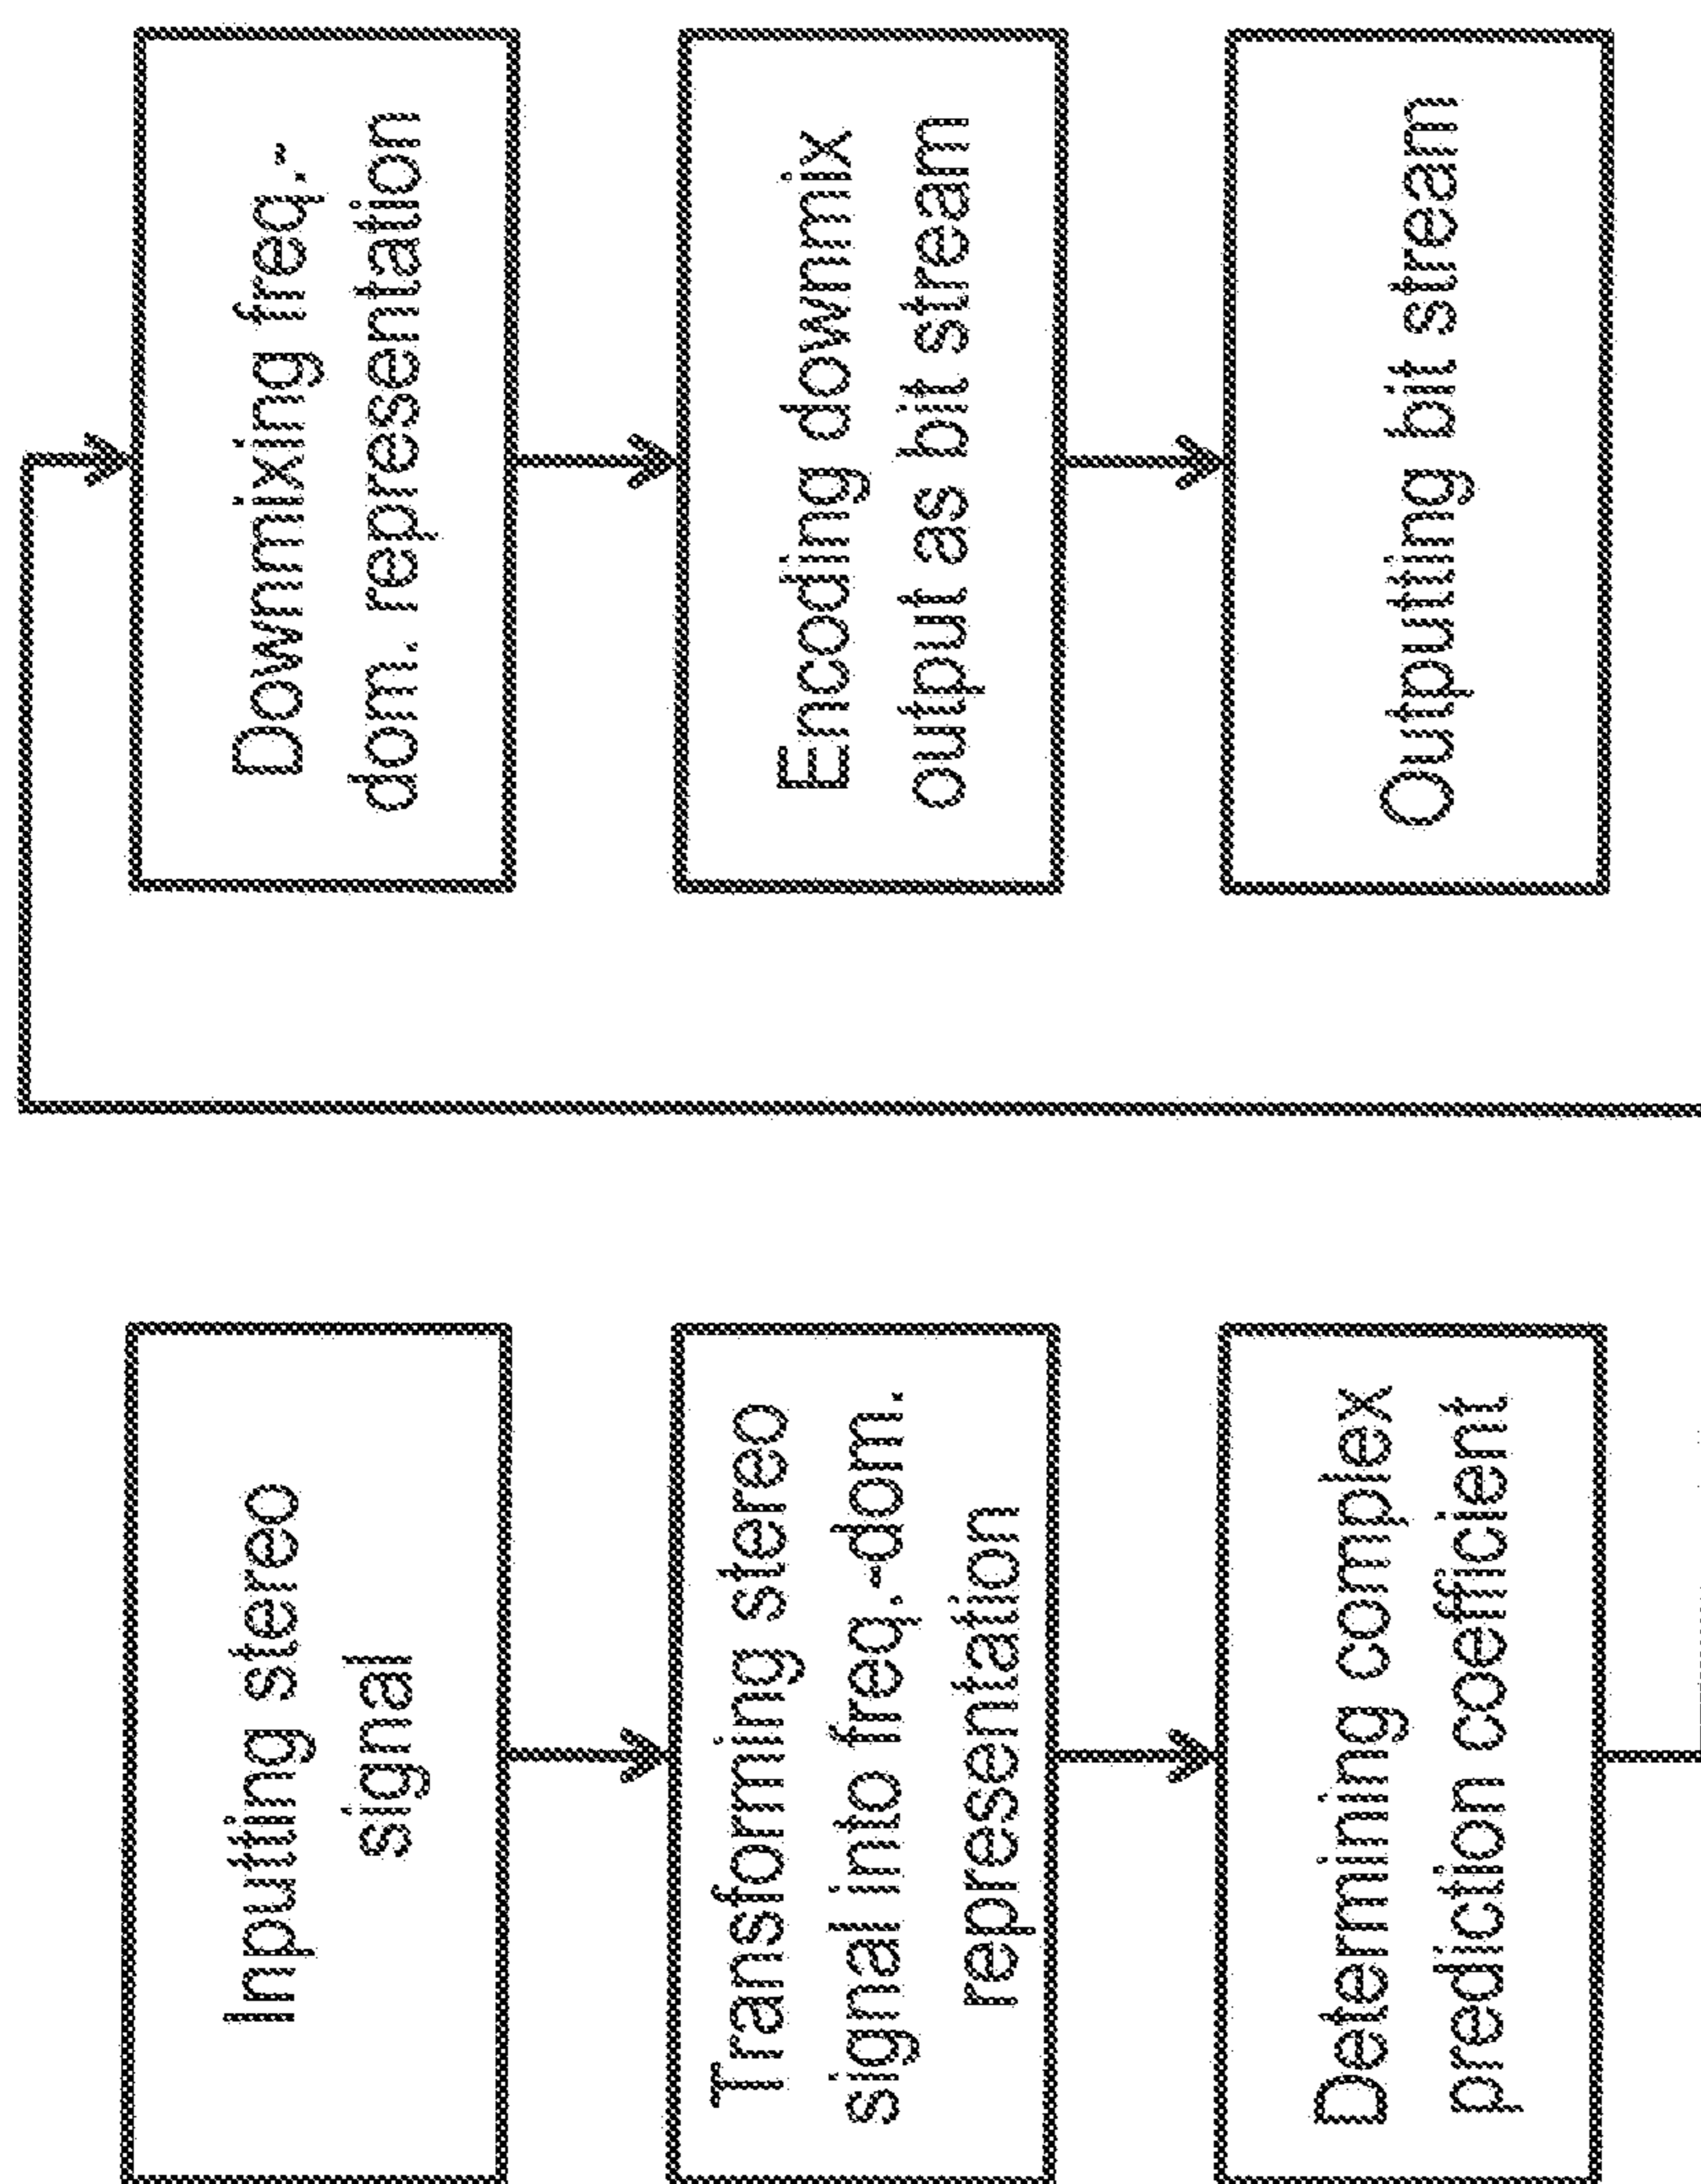 Inputting stereo
signal
Transforming stereo
signal into freq.-dom.
representation
Determining complex
prediction coefficient
Downmixing freq.-
dom. representation
Encoding downmix
output as bit stream
Outputting bit stream